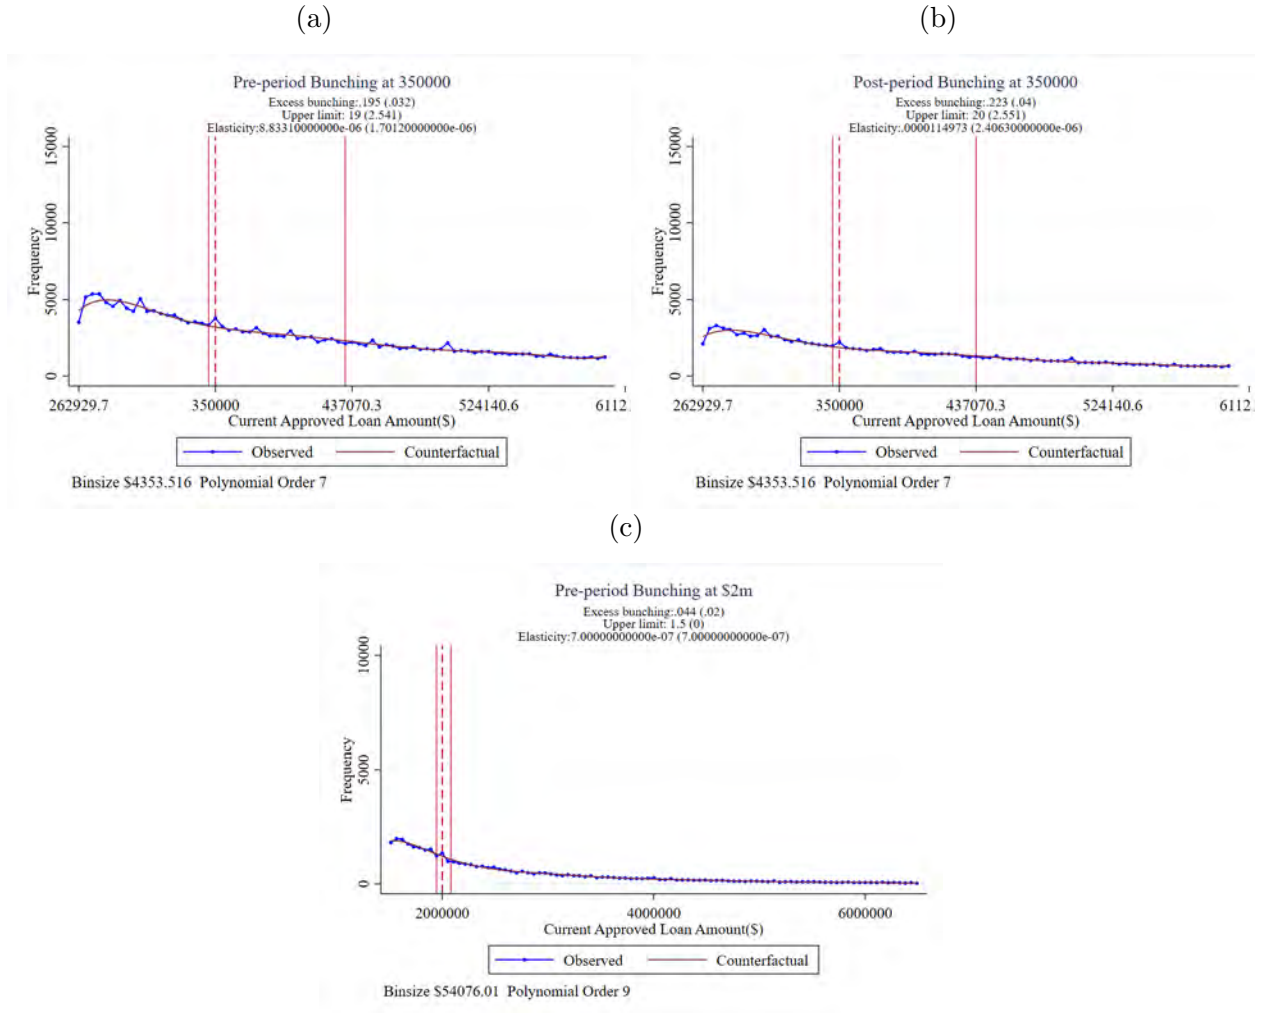 (a)
Pre-period Bunching at 350000
Excess bunching:.195 (.032)
Upper limit: 19 (2.541)
Elasticity:8.83310000000e-06 (1.70120000000e-06)
Frequency
15000
10000
5000
0
262929.7 350000 437070.3 524140.6 6112
Current Approved Loan Amount($)
Observed Counterfactual
Binsize $4353.516 Polynomial Order 7
(b)
Post-period Bunching at 350000
Excess bunching:.223 (.04)
Upper limit: 20 (2.551)
Elasticity:.0000114973 (2.40630000000e-06)
Frequency
15000
10000
5000
0
262929.7 350000 437070.3 524140.6 6112
Current Approved Loan Amount($)
Observed Counterfactual
Binsize $4353.516 Polynomial Order 7
(c)
Pre-period Bunching at $2m
Excess bunching:.044 (.02)
Upper limit: 1.5 (0)
Elasticity:7.00000000000e-07 (7.00000000000e-07)
Frequency
10000
5000
0
2000000 4000000 6000000
Current Approved Loan Amount($)
Observed Counterfactual
Binsize $54076.01 Polynomial Order 9